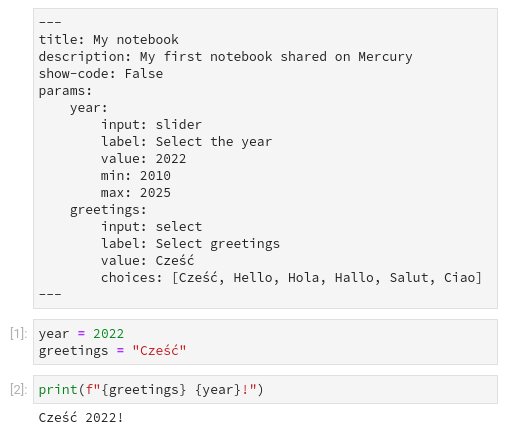 ---
title: My notebook
description: My first notebook shared on Mercury
show-code: False
params:
    year:
        input: slider
        label: Select the year
        value: 2022
        min: 2010
        max: 2025
    greetings:
        input: select
        label: Select greetings
        value: Cześć
        choices: [Cześć, Hello, Hola, Hallo, Salut, Ciao]
---
[1]: year = 2022
greetings = "Cześć"
[2]: print(f"{greetings} {year}!")
Cześć 2022!